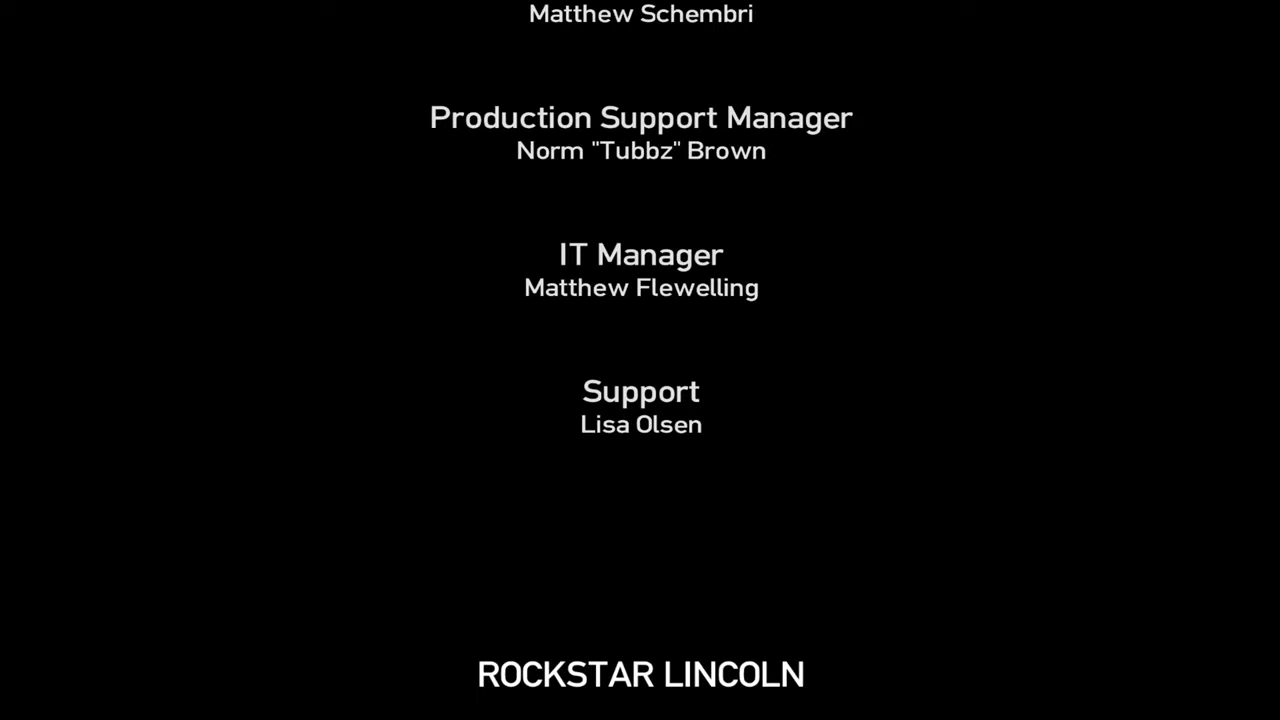 Matthew Schembri
Production Support Manager
Norm "Tubbz" Brown
IT Manager
Matthew Flewelling
Support
Lisa Olsen
ROCKSTAR LINCOLN